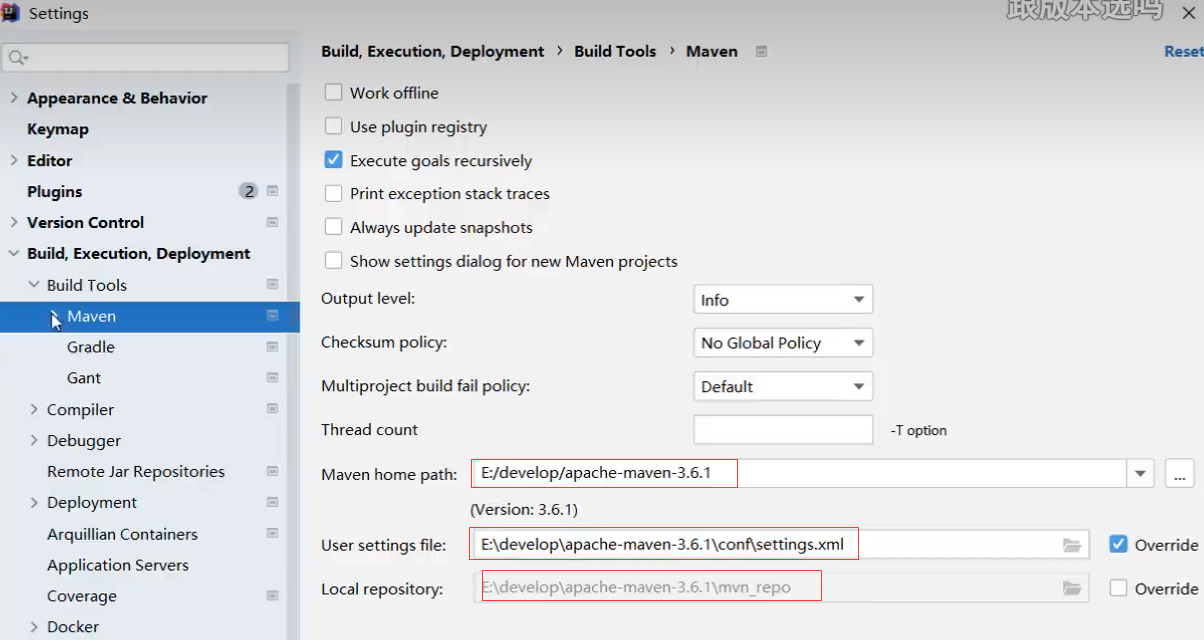 Settings
跟版本选吗
Build, Execution, Deployment › Build Tools › Maven
Reset
Appearance & Behavior
Keymap
Editor
Plugins 2
Version Control
Build, Execution, Deployment
Build Tools
Maven
Gradle
Gant
Compiler
Debugger
Remote Jar Repositories
Deployment
Arquillian Containers
Application Servers
Coverage
Docker
Work offline
Use plugin registry
Execute goals recursively
Print exception stack traces
Always update snapshots
Show settings dialog for new Maven projects
Output level: Info
Checksum policy: No Global Policy
Multiproject build fail policy: Default
Thread count -T option
Maven home path: E:/develop/apache-maven-3.6.1 ...
(Version: 3.6.1)
User settings file: E:\develop\apache-maven-3.6.1\conf\settings.xml Override
Local repository: E:\develop\apache-maven-3.6.1\mvn_repo Override